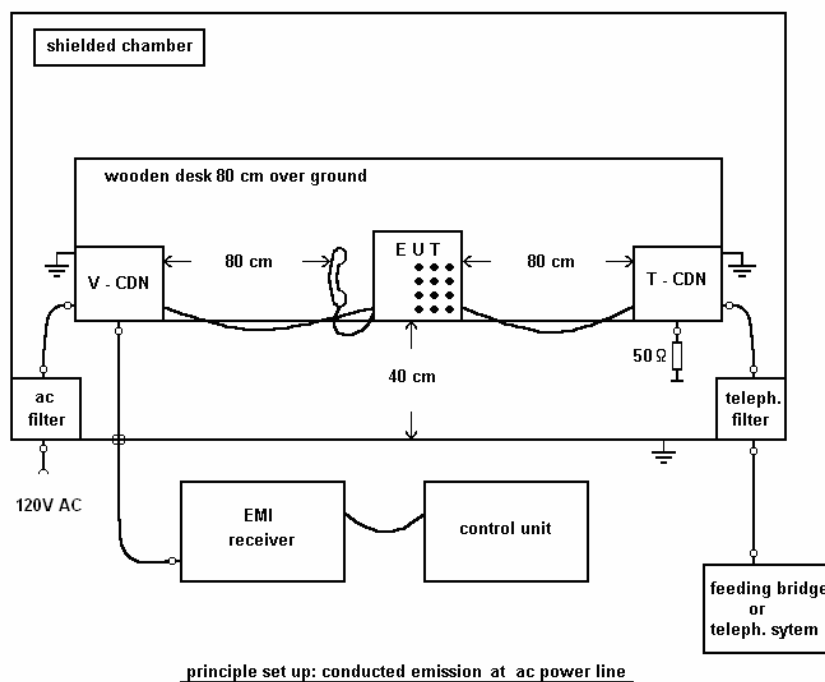 shielded chamber
wooden desk 80 cm over ground
E U T
80 cm
80 cm
V - CDN
T - CDN
50 Ω
40 cm
ac
filter
teleph.
filter
120V AC
EMI
receiver
control unit
feeding bridge
or
teleph. sytem
principle set up: conducted emission at ac power line